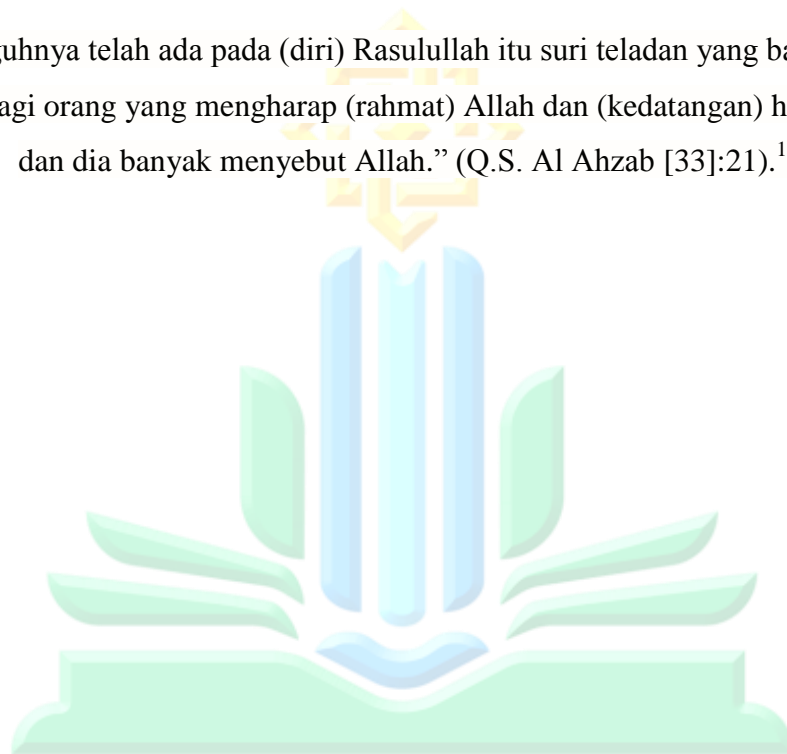 guhnya telah ada pada (diri) Rasulullah itu suri teladan yang ba
agi orang yang mengharap (rahmat) Allah dan (kedatangan) h
dan dia banyak menyebut Allah.” (Q.S. Al Ahzab [33]:21).¹